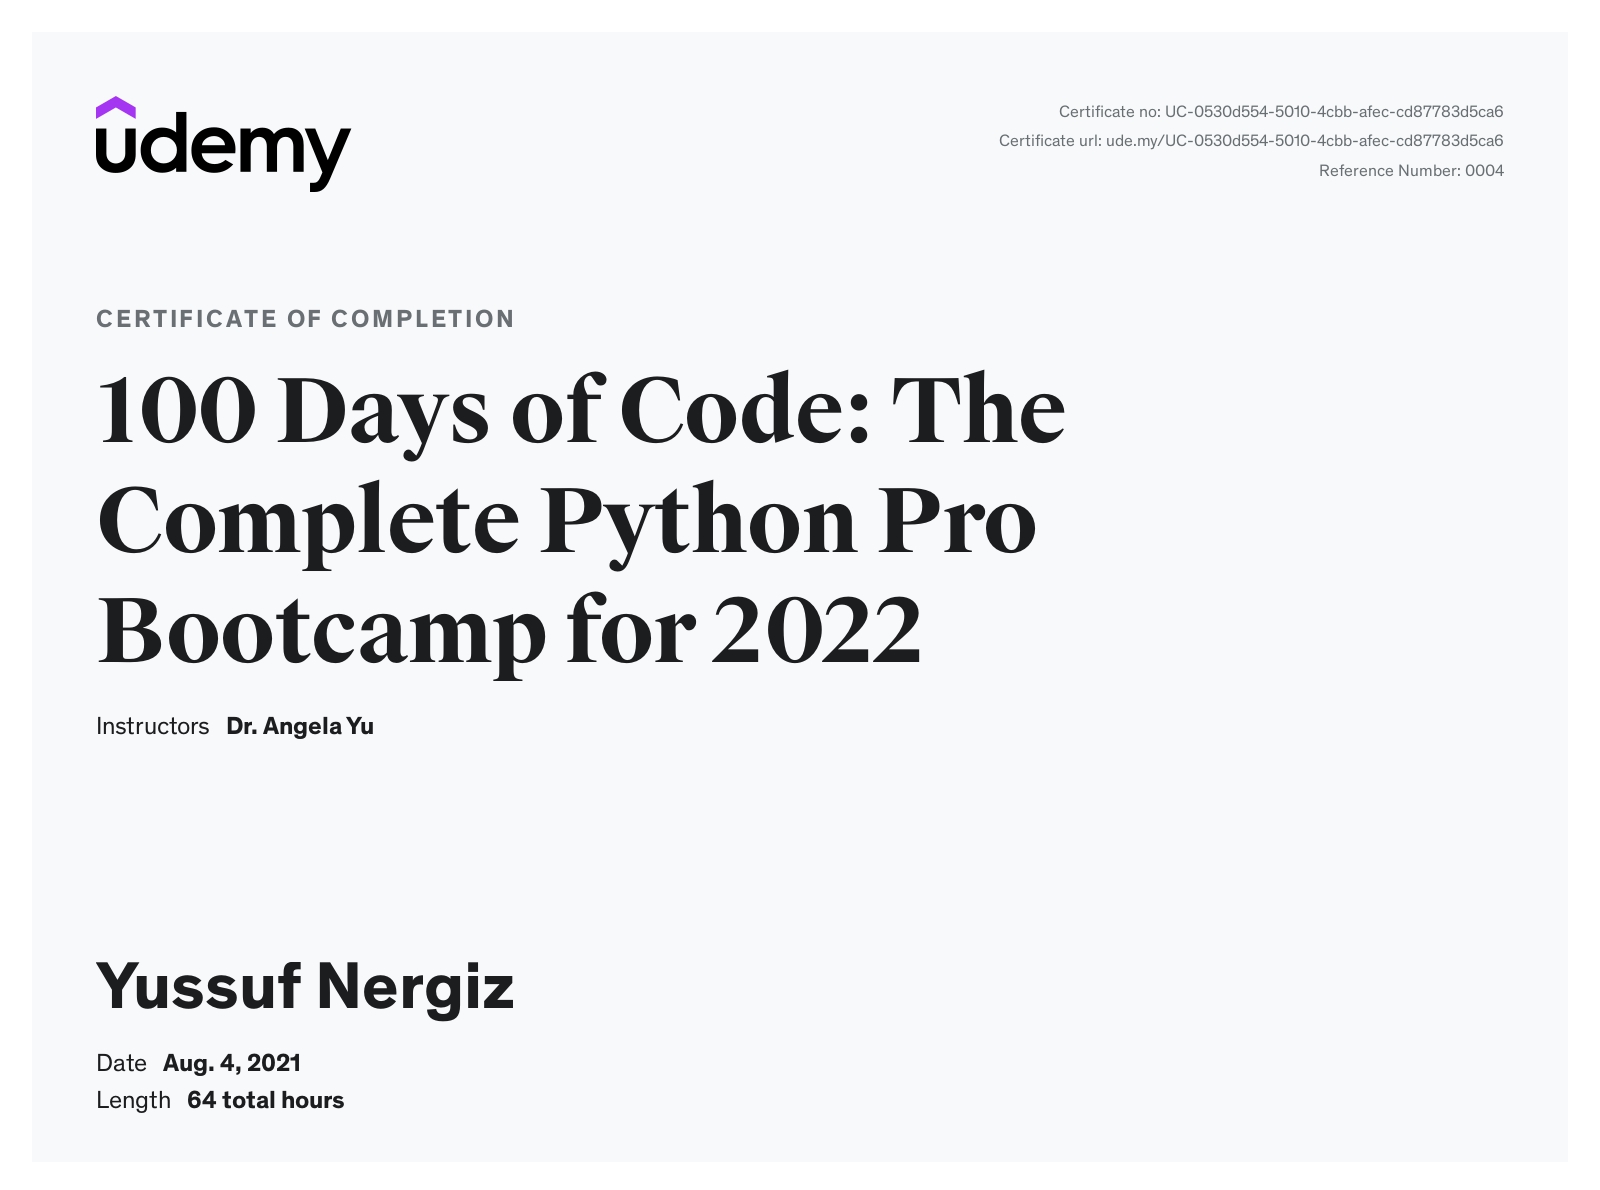 udemy
Certificate no: UC-0530d554-5010-4cbb-afec-cd87783d5ca6
Certificate url: ude.my/UC-0530d554-5010-4cbb-afec-cd87783d5ca6
Reference Number: 0004
CERTIFICATE OF COMPLETION
100 Days of Code: The
Complete Python Pro
Bootcamp for 2022
Instructors Dr. Angela Yu
Yussuf Nergiz
Date Aug. 4, 2021
Length 64 total hours